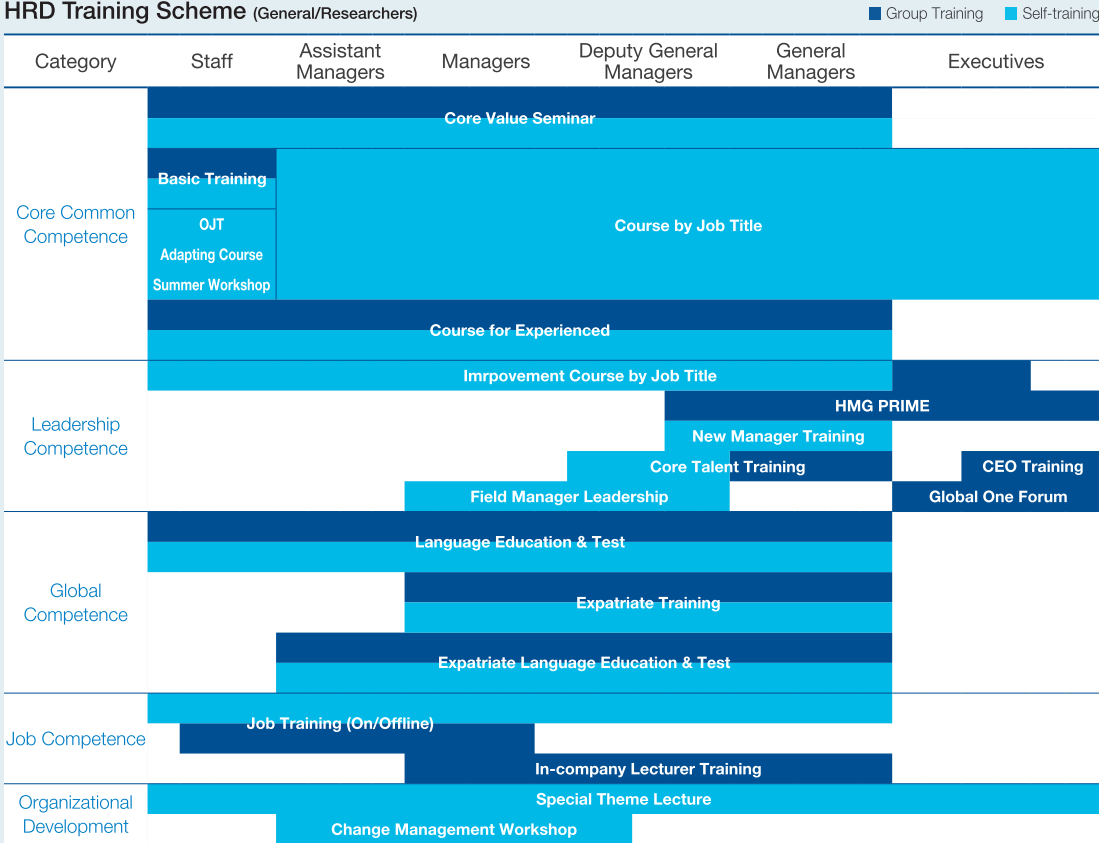 HRD Training Scheme (General/Researchers)
Group Training
Self-training
Category
Staff
Assistant
Managers
Managers
Deputy General
Managers
General
Managers
Executives
Core Common
Competence
Core Value Seminar
Basic Training
OJT
Adapting Course
Summer Workshop
Course by Job Title
Course for Experienced
Leadership
Competence
Imrpovement Course by Job Title
HMG PRIME
New Manager Training
Core Talent Training
CEO Training
Field Manager Leadership
Global One Forum
Global
Competence
Language Education & Test
Expatriate Training
Expatriate Language Education & Test
Job Competence
Job Training (On/Offline)
In-company Lecturer Training
Organizational
Development
Special Theme Lecture
Change Management Workshop